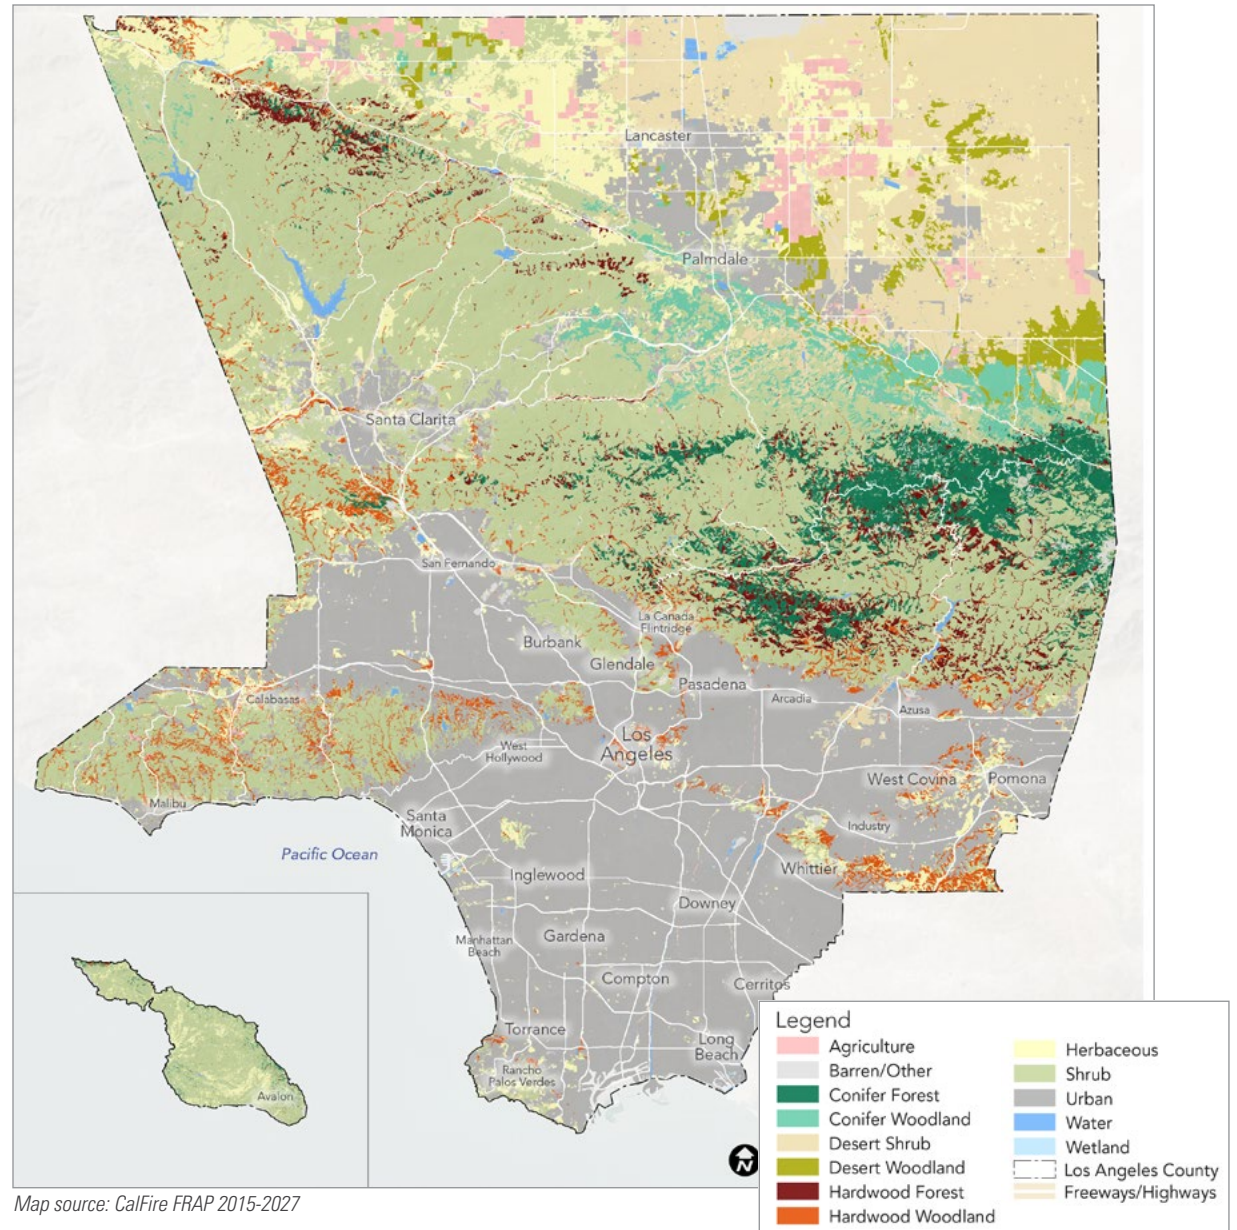 Lancaster
Palmdale
Santa Clarita
San Fernando
La Cañada
Flintridge
Burbank
Glendale
Pasadena
Arcadia
Azusa
Calabasas
West
Hollywood
Los
Angeles
West Covina
Pomona
Malibu
Santa
Monica
Industry
Pacific Ocean
Whittier
Inglewood
Downey
Manhattan
Beach
Gardena
Compton
Cerritos
Torrance
Long
Beach
Rancho
Palos Verdes
Avalon
N
Legend
Agriculture
Barren/Other
Conifer Forest
Conifer Woodland
Desert Shrub
Desert Woodland
Hardwood Forest
Hardwood Woodland
Herbaceous
Shrub
Urban
Water
Wetland
Los Angeles County
Freeways/Highways
Map source: CalFire FRAP 2015-2027